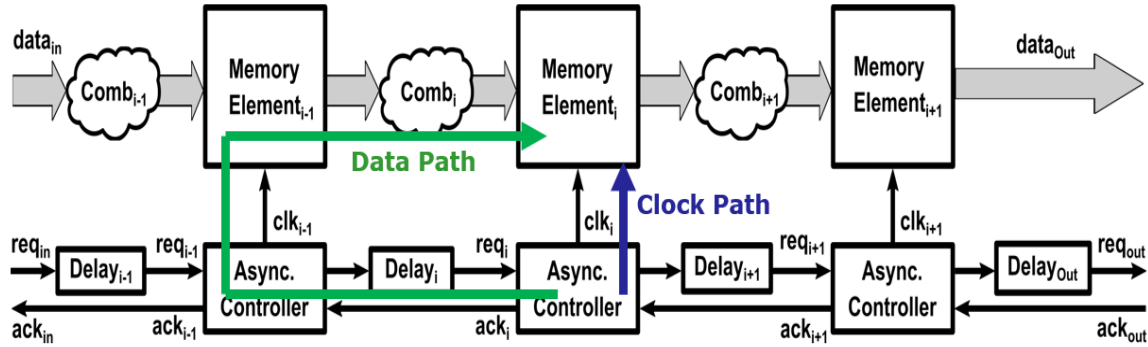 data_in
Comb_i-1
Memory
Element_i-1
Comb_i
Memory
Element_i
Comb_i+1
Memory
Element_i+1
data_Out
Data Path
Clock Path
clk_i-1
clk_i
clk_i+1
req_in
Delay_i-1
req_i-1
Async.
Controller
Delay_i
req_i
Async.
Controller
Delay_i+1
req_i+1
Async.
Controller
Delay_Out
req_out
ack_in
ack_i-1
ack_i
ack_i+1
ack_out